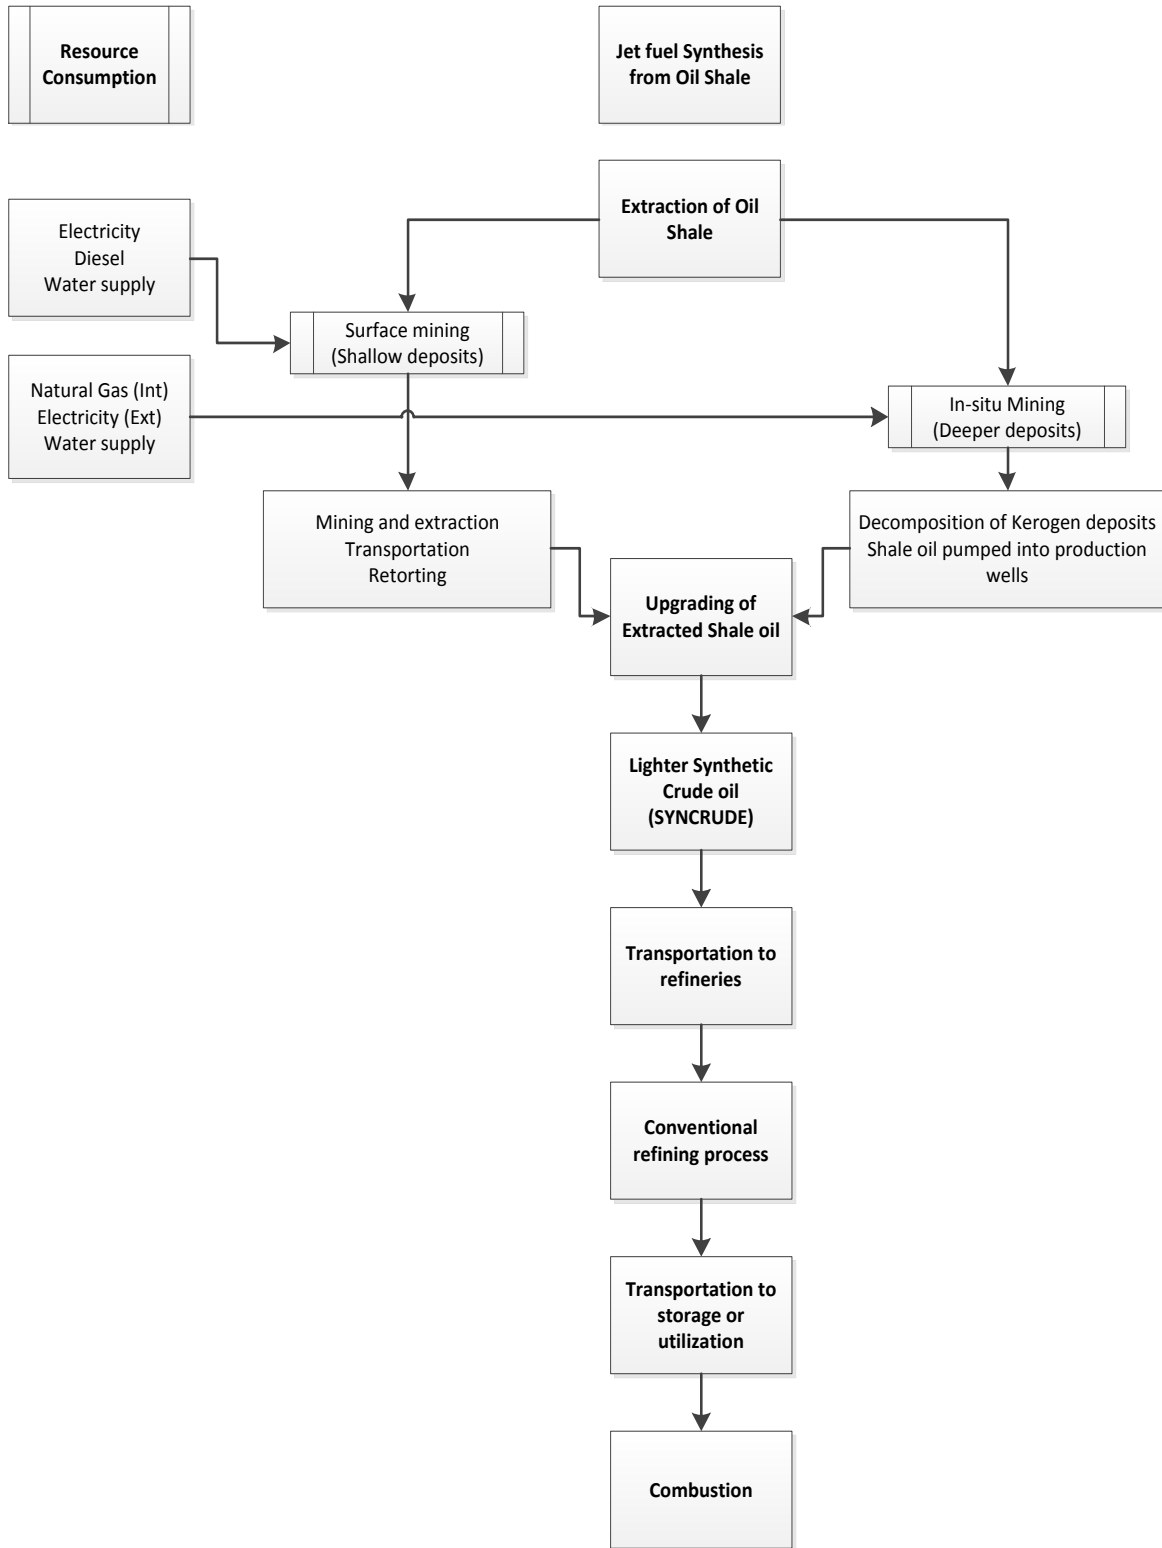 Resource
Consumption
Jet fuel Synthesis
from Oil Shale
Extraction of Oil
Shale
Electricity
Diesel
Water supply
Surface mining
(Shallow deposits)
Natural Gas (Int)
Electricity (Ext)
Water supply
In-situ Mining
(Deeper deposits)
Mining and extraction
Transportation
Retorting
Decomposition of Kerogen deposits
Shale oil pumped into production
wells
Upgrading of
Extracted Shale oil
Lighter Synthetic
Crude oil
(SYNCRUDE)
Transportation to
refineries
Conventional
refining process
Transportation to
storage or
utilization
Combustion